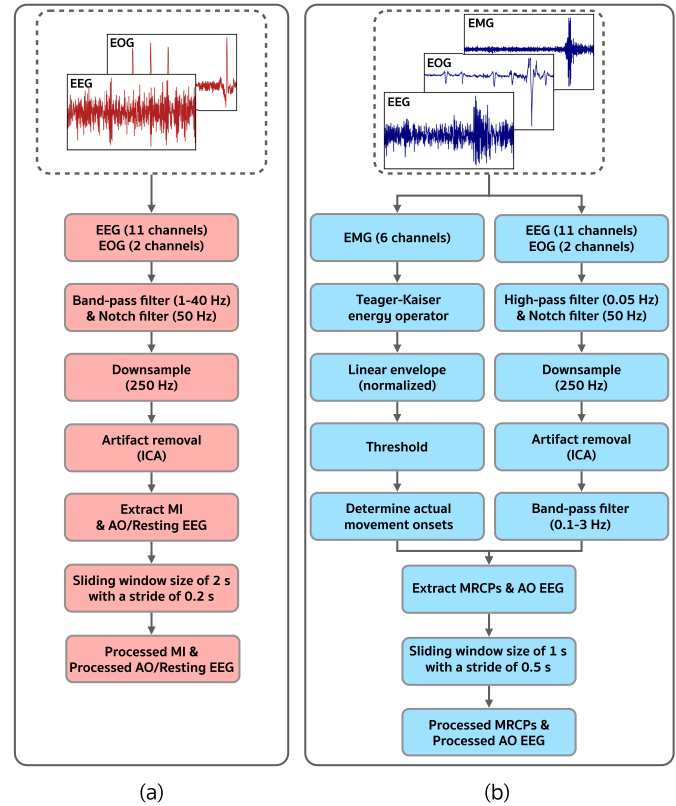 EOG
EEG
EEG (11 channels)
EOG (2 channels)
Band-pass filter (1-40 Hz)
& Notch filter (50 Hz)
Downsample
(250 Hz)
Artifact removal
(ICA)
Extract MI
& AO/Resting EEG
Sliding window size of 2 s
with a stride of 0.2 s
Processed MI &
Processed AO/Resting EEG
(a)
EMG
EOG
EEG
EMG (6 channels)
Teager-Kaiser
energy operator
Linear envelope
(normalized)
Threshold
Determine actual
movement onsets
EEG (11 channels)
EOG (2 channels)
High-pass filter (0.05 Hz)
& Notch filter (50 Hz)
Downsample
(250 Hz)
Artifact removal
(ICA)
Band-pass filter
(0.1-3 Hz)
Extract MRCPs & AO EEG
Sliding window size of 1 s
with a stride of 0.5 s
Processed MRCPs &
Processed AO EEG
(b)